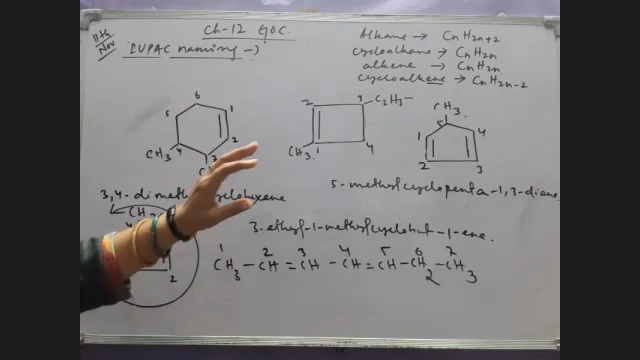 11th
Nov
Ch-12 GOC.
IUPAC naming →
Alkane → CnH2n+2
cycloalkane → CnH2n
alkene → CnH2n
cycloalkene → CnH2n-2
6
5
1
4
2
3
CH3
2
3
C2H5
CH3
1
4
CH3
5
1
4
2
3
3,4-dimethylcyclohexene
5-methylcyclopenta-1,3-diene
3-ethyl-1-methylcyclobut-1-ene.
2
1 2 3 4 5 6 7
CH3-CH=CH-CH=CH-CH2-CH3